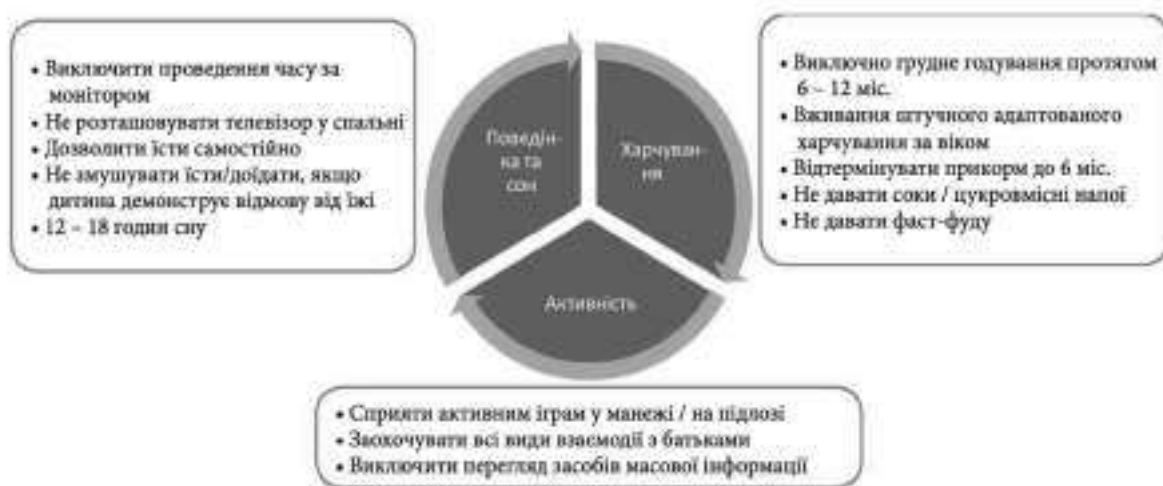 • Виключити проведення часу за
монітором
• Не розташовувати телевізор у спальні
• Дозволити їсти самостійно
• Не змушувати їсти/доїдати, якщо
дитина демонструє відмову від їжі
• 12 – 18 годин сну
Поведін-
ка та
сон
Харчуван-
ня
Активність
• Виключно грудне годування протягом
6 – 12 міс.
• Вживання штучного адаптованого
харчування за віком
• Відтермінувати прикорм до 6 міс.
• Не давати соки / цукровмісні напої
• Не давати фаст-фуду
• Сприяти активним іграм у манежі / на підлозі
• Заохочувати всі види взаємодії з батьками
• Виключити перегляд засобів масової інформації